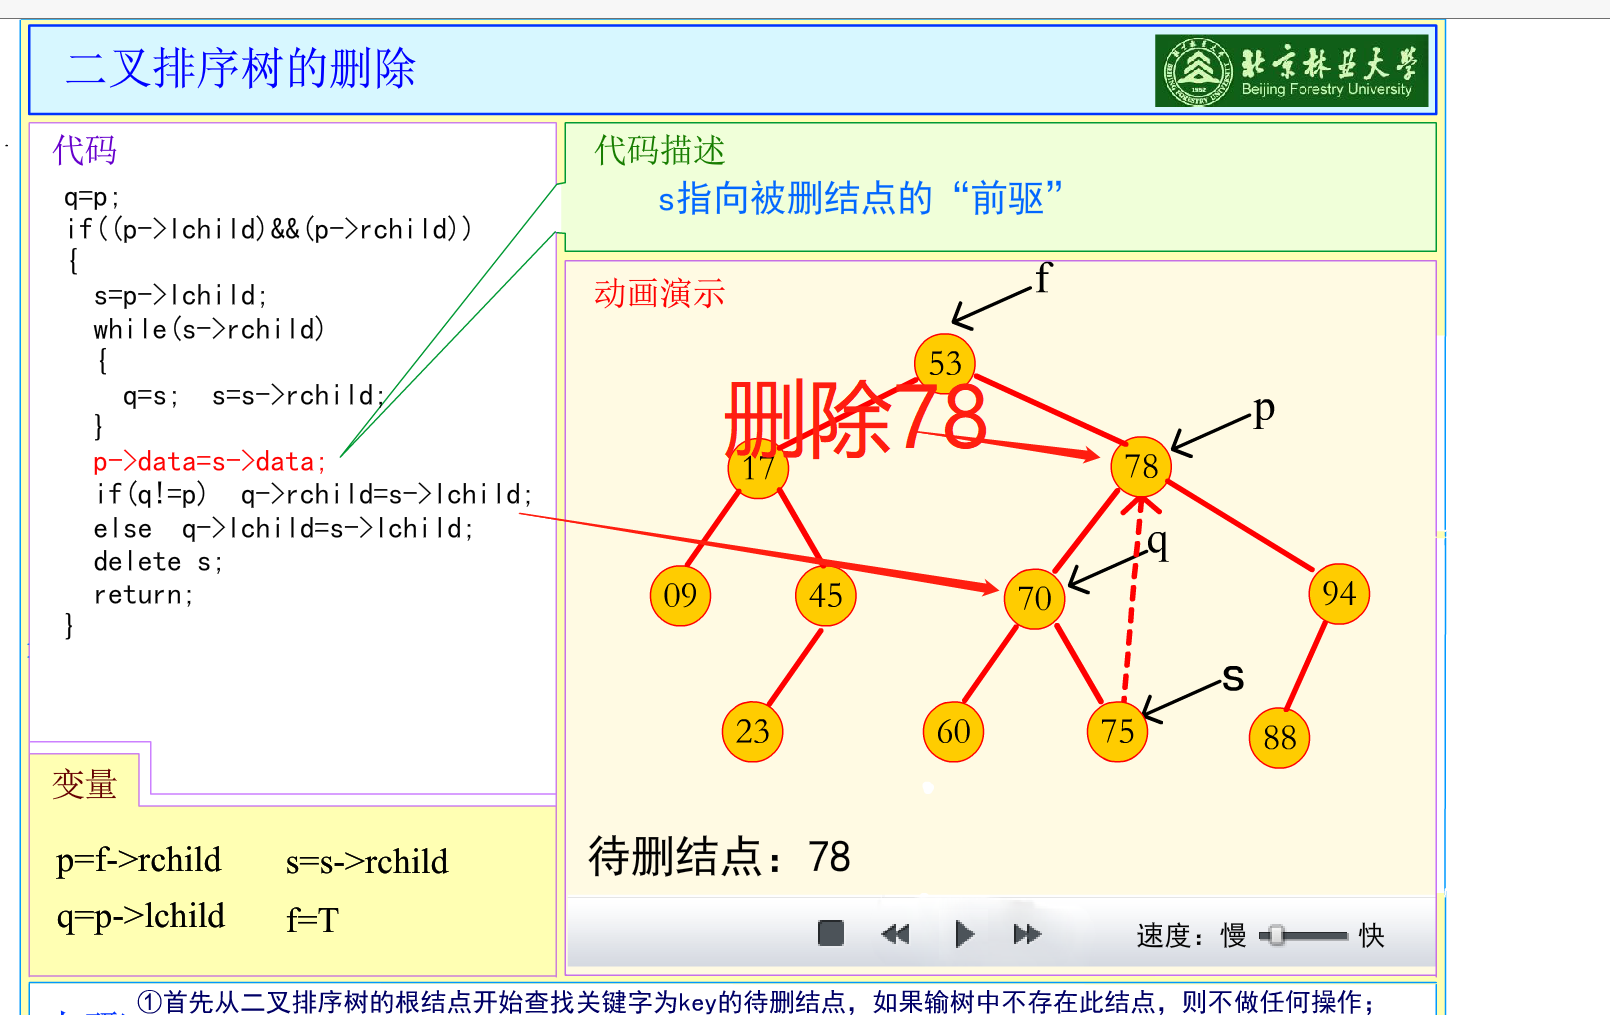 二叉排序树的删除
北京林业大学
Beijing Forestry University
BEIJING FORESTRY UNIVERSITY
1952
代码
q=p;
if((p->lchild)&&(p->rchild))
{
s=p->lchild;
while(s->rchild)
{
q=s; s=s->rchild;
}
p->data=s->data;
if(q!=p) q->rchild=s->lchild;
else q->lchild=s->lchild;
delete s;
return;
}
代码描述
s指向被删结点的“前驱”
动画演示
f
53
删除78
p
17
78
q
09
45
70
94
s
23
60
75
88
待删结点：78
速度：慢 快
变量
p=f->rchild s=s->rchild
q=p->lchild f=T
①首先从二叉排序树的根结点开始查找关键字为key的待删结点，如果输树中不存在此结点，则不做任何操作；